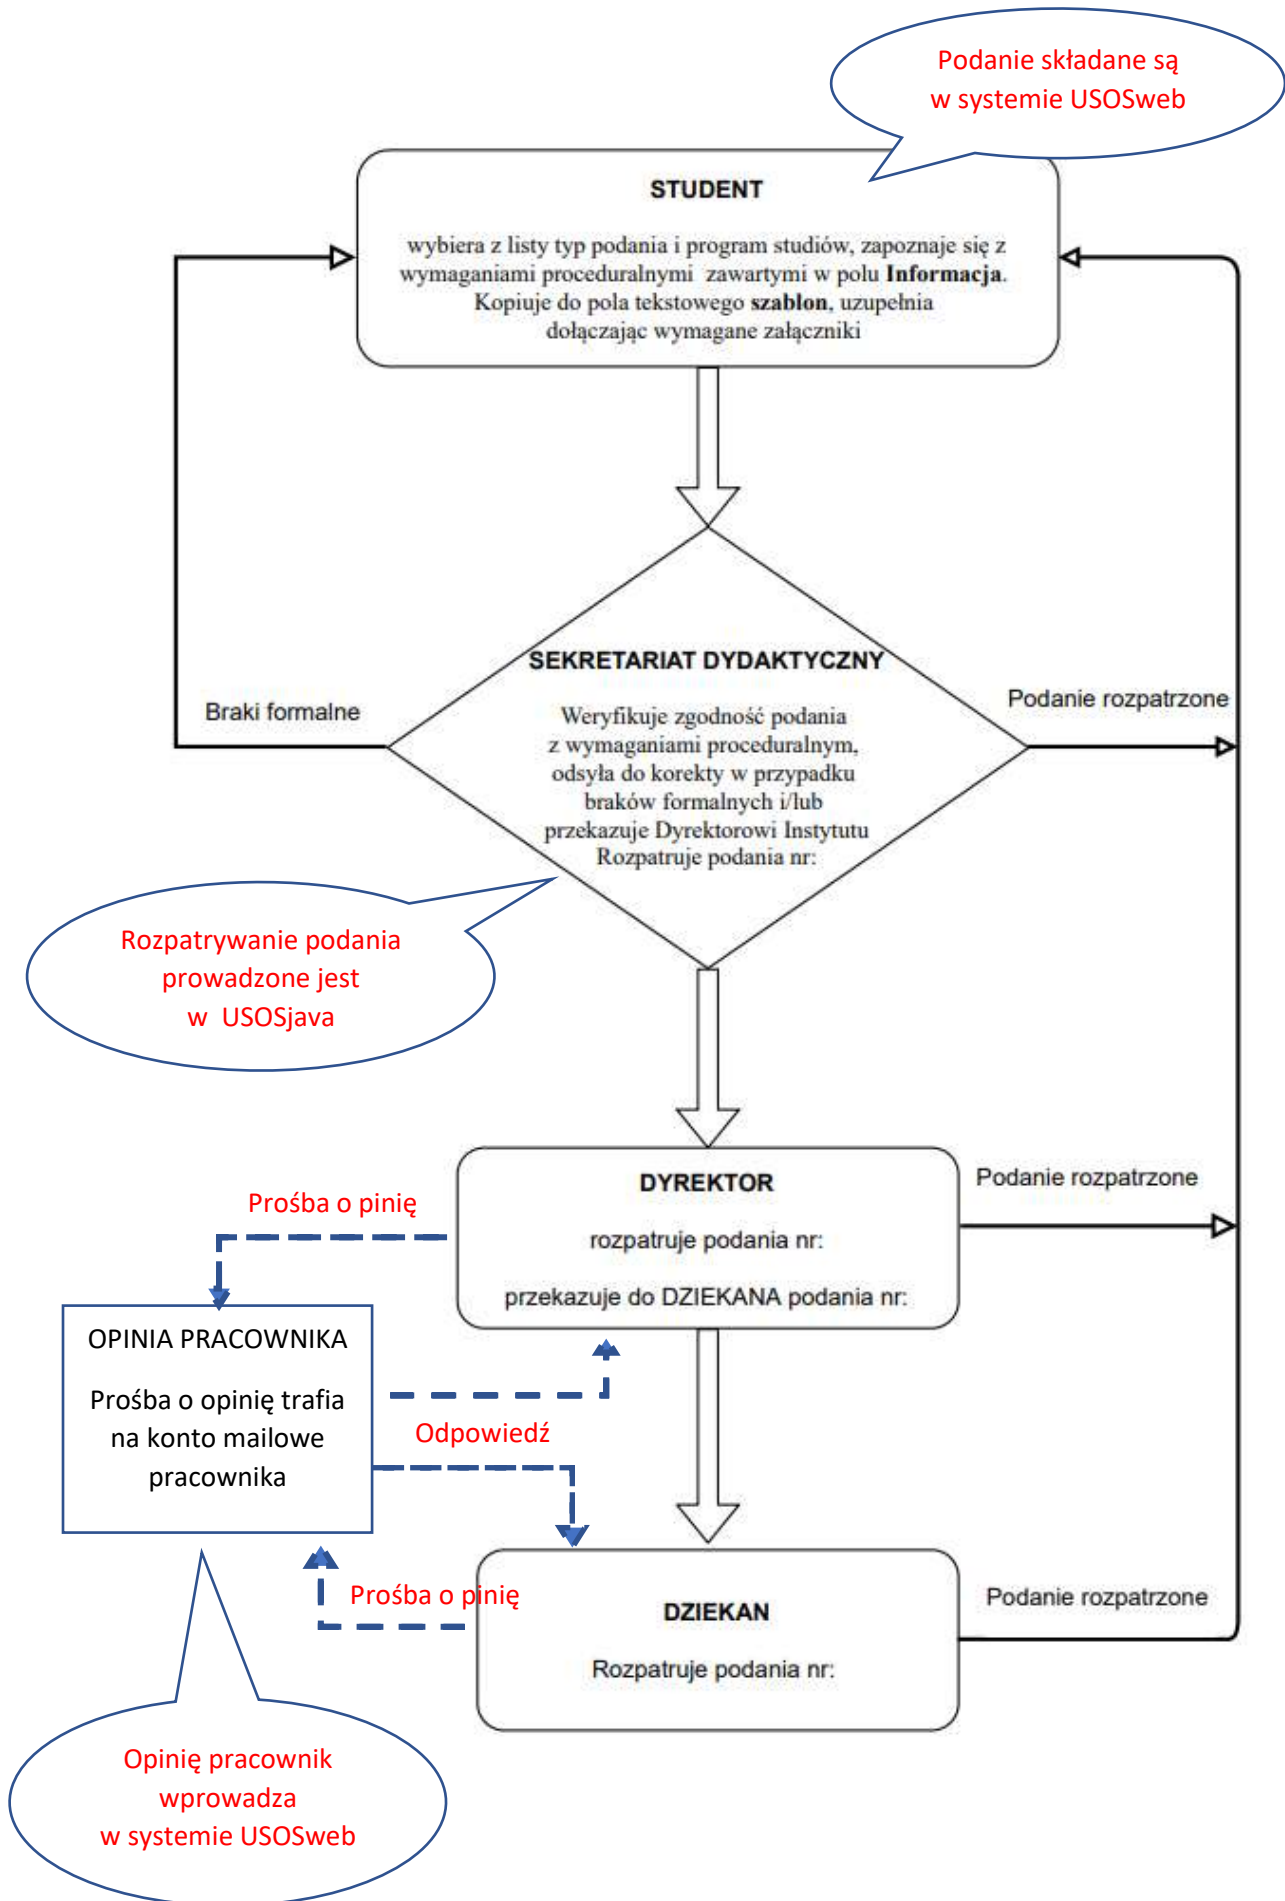 Podanie składane są
w systemie USOSweb
STUDENT
wybiera z listy typ podania i program studiów, zapoznaje się z
wymaganiami proceduralnymi zawartymi w polu Informacja.
Kopiuje do pola tekstowego szablon, uzupełnia
dołączając wymagane załączniki
SEKRETARIAT DYDAKTYCZNY
Braki formalne
Podanie rozpatrzone
Weryfikuje zgodność podania
z wymaganiami proceduralnym,
odsyła do korekty w przypadku
braków formalnych i/lub
przekazuje Dyrektorowi Instytutu
Rozpatruje podania nr:
Rozpatrywanie podania
prowadzone jest
w USOSjava
DYREKTOR
Podanie rozpatrzone
Prośba o pinię
rozpatruje podania nr:
przekazuje do DZIEKANA podania nr:
OPINIA PRACOWNIKA
Prośba o opinię trafia
na konto mailowe
pracownika
Odpowiedź
Prośba o pinię
DZIEKAN
Podanie rozpatrzone
Rozpatruje podania nr:
Opinię pracownik
wprowadza
w systemie USOSweb